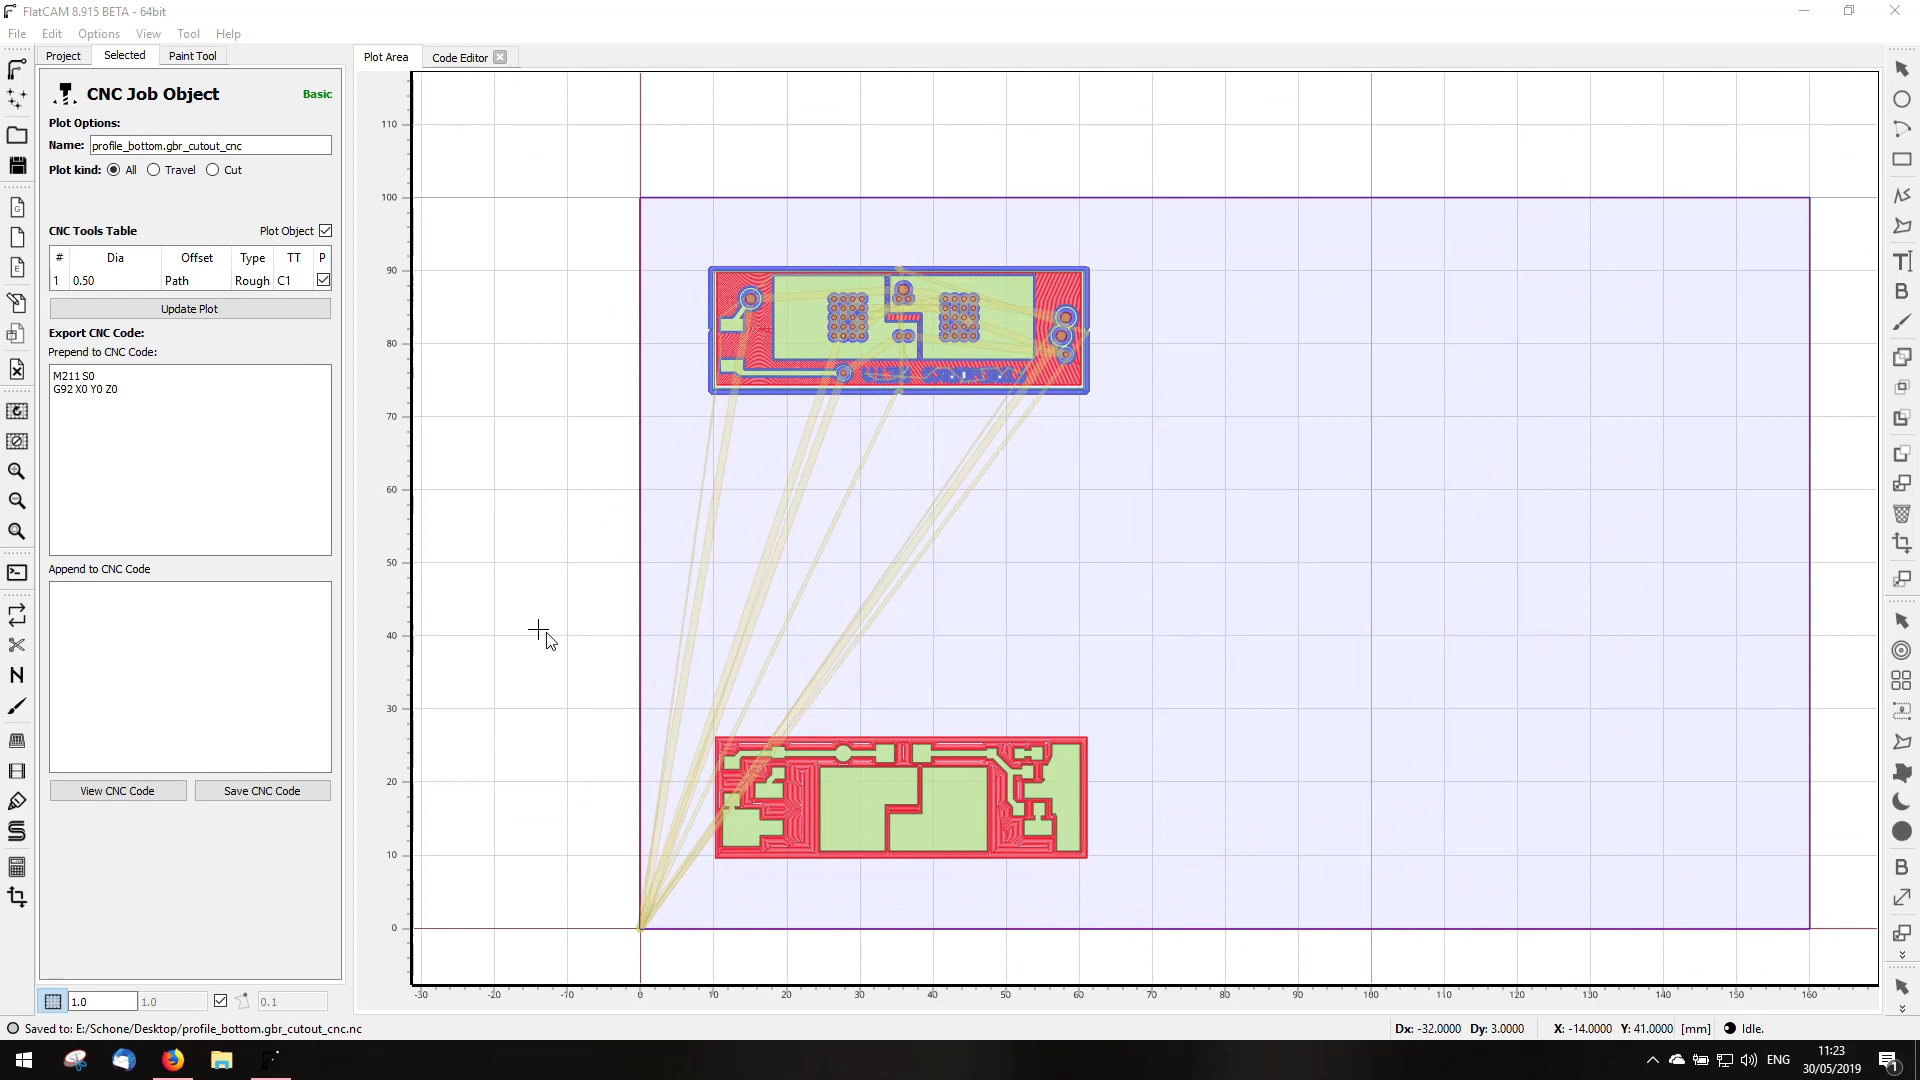 FlatCAM 8.915 BETA - 64bit
File Edit Options View Tool Help
Project Selected Paint Tool
Plot Area Code Editor
CNC Job Object Basic
Plot Options:
Name: profile_bottom.gbr_cutout_cnc
Plot kind: All Travel Cut
CNC Tools Table Plot Object
# Dia Offset Type TT P
1 0.50 Path Rough C1
Update Plot
Export CNC Code:
Prepend to CNC Code:
M211 S0
G92 X0 Y0 Z0
Append to CNC Code
View CNC Code Save CNC Code
110
100
90
80
70
60
50
40
30
20
10
0
-30 -20 -10 0 10 20 30 40 50 60 70 80 90 100 110 120 130 140 150 160
1.0 1.0 0.1
Saved to: E:/Schone/Desktop/profile_bottom.gbr_cutout_cnc.nc
Dx: -32.0000 Dy: 3.0000 X: -14.0000 Y: 41.0000 [mm] Idle.
ENG
11:23
30/05/2019
1